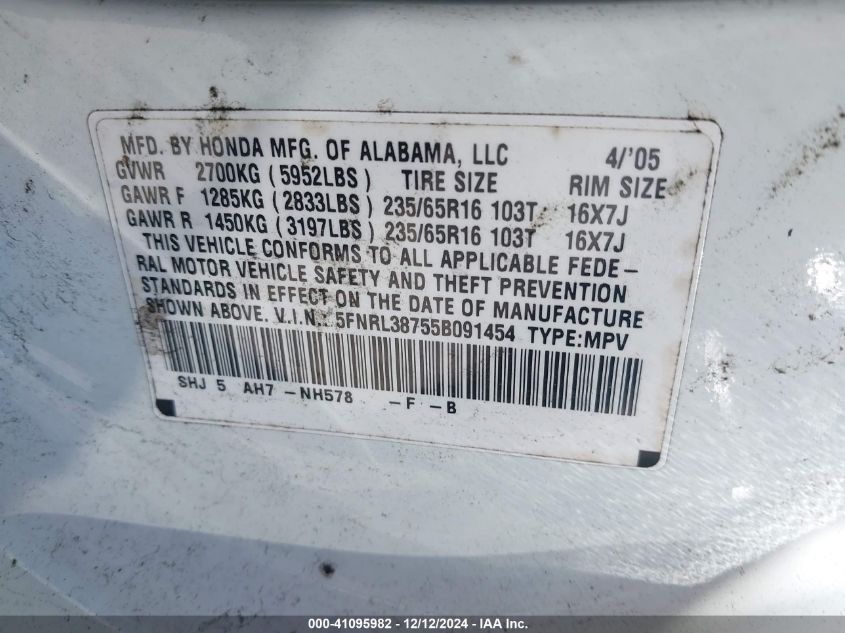 MFD. BY HONDA MFG. OF ALABAMA, LLC 4/'05
GVWR 2700KG (5952LBS) TIRE SIZE RIM SIZE
GAWR F 1285KG (2833LBS) 235/65R16 103T 16X7J
GAWR R 1450KG (3197LBS) 235/65R16 103T 16X7J
THIS VEHICLE CONFORMS TO ALL APPLICABLE FEDE-
RAL MOTOR VEHICLE SAFETY AND THEFT PREVENTION
STANDARDS IN EFFECT ON THE DATE OF MANUFACTURE
SHOWN ABOVE. V.I.N.: 5FNRL38755B091454 TYPE:MPV
SHJ 5 AH7 -NH578 -F -B
000-41095982 - 12/12/2024 - IAA Inc.